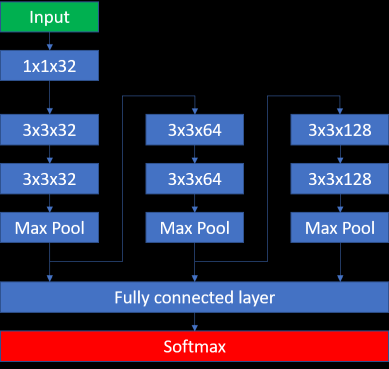 Input
1x1x32
3x3x32
3x3x32
Max Pool
3x3x64
3x3x64
Max Pool
3x3x128
3x3x128
Max Pool
Fully connected layer
Softmax